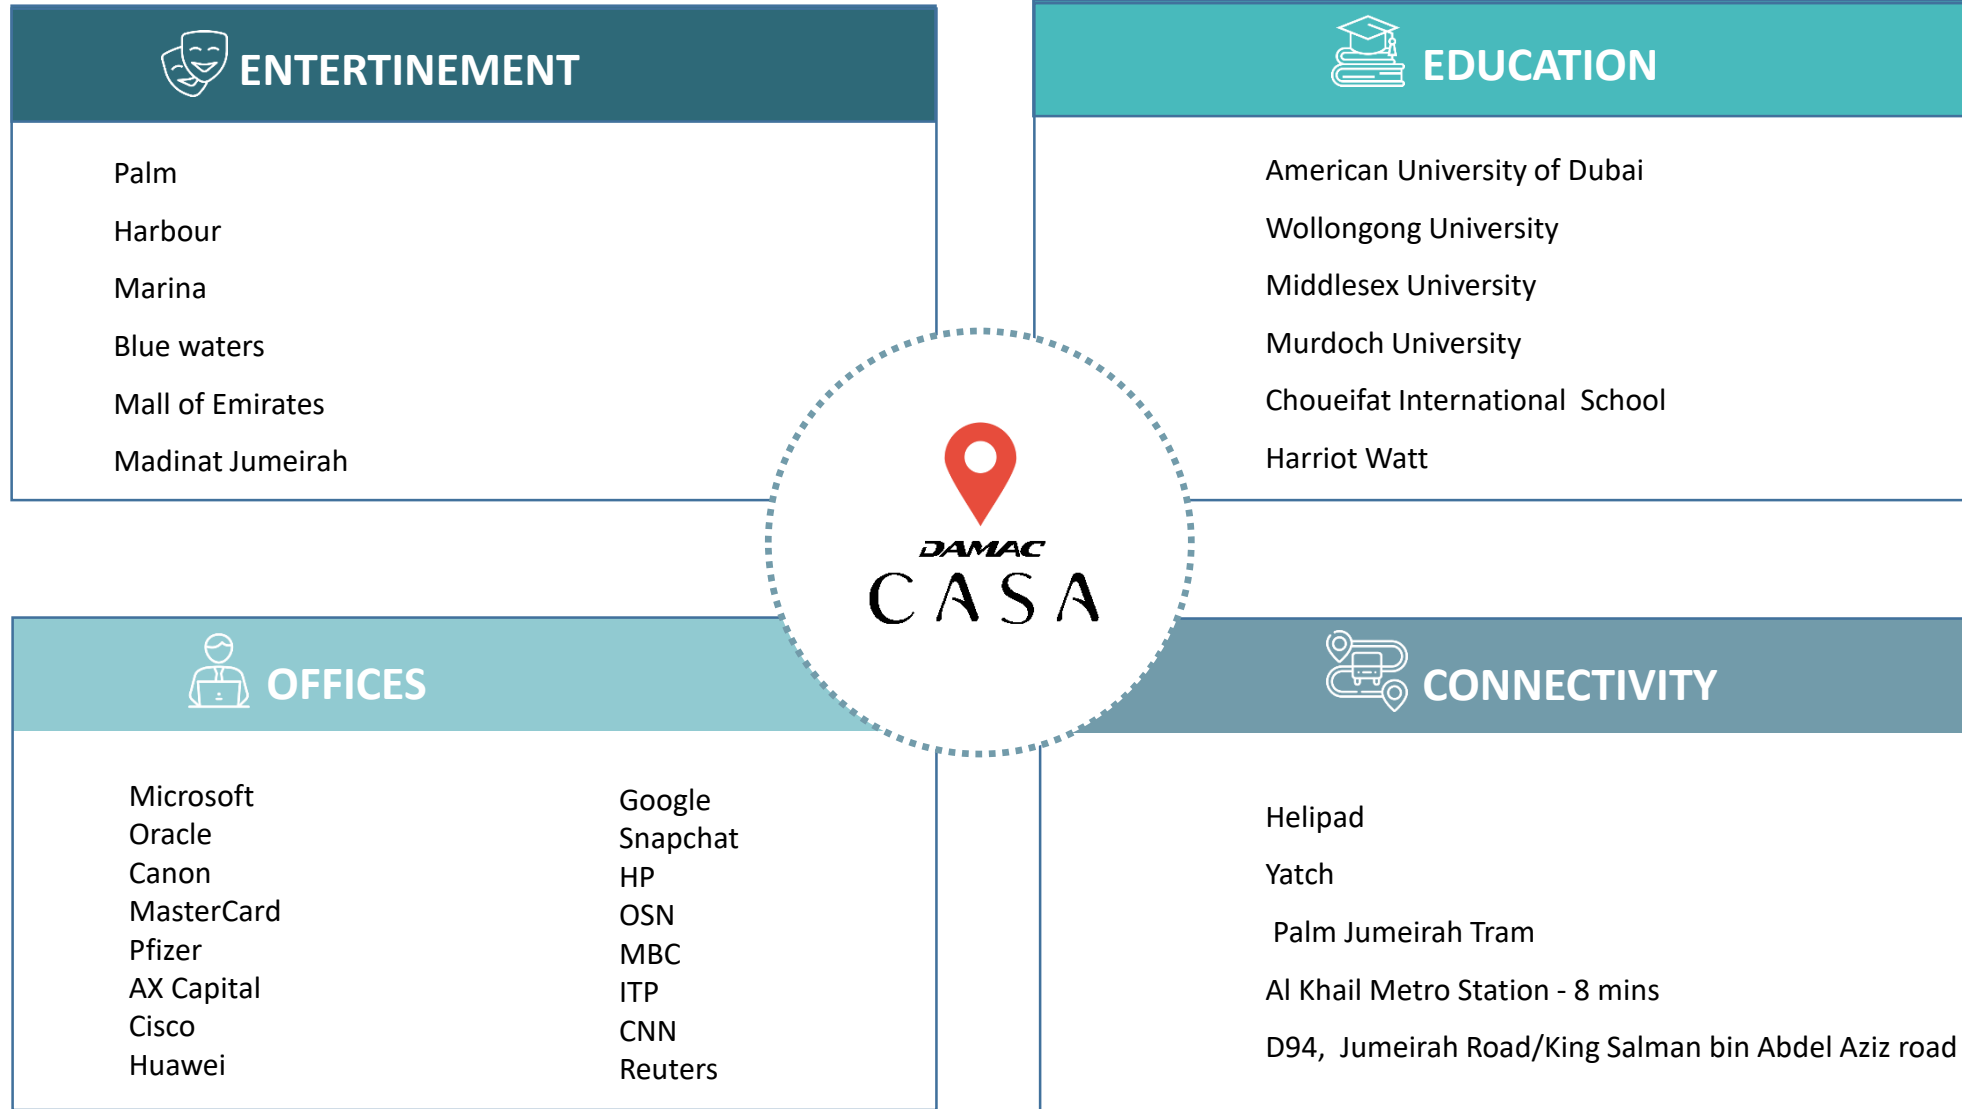 ENTERTINEMENT
Palm
Harbour
Marina
Blue waters
Mall of Emirates
Madinat Jumeirah
EDUCATION
American University of Dubai
Wollongong University
Middlesex University
Murdoch University
Choueifat International  School
Harriot Watt
DAMAC
CASA
OFFICES
Microsoft
Oracle
Canon
MasterCard
Pfizer
AX Capital
Cisco
Huawei
Google
Snapchat
HP
OSN
MBC
ITP
CNN
Reuters
CONNECTIVITY
Helipad
Yatch
Palm Jumeirah Tram
Al Khail Metro Station - 8 mins
D94,  Jumeirah Road/King Salman bin Abdel Aziz road